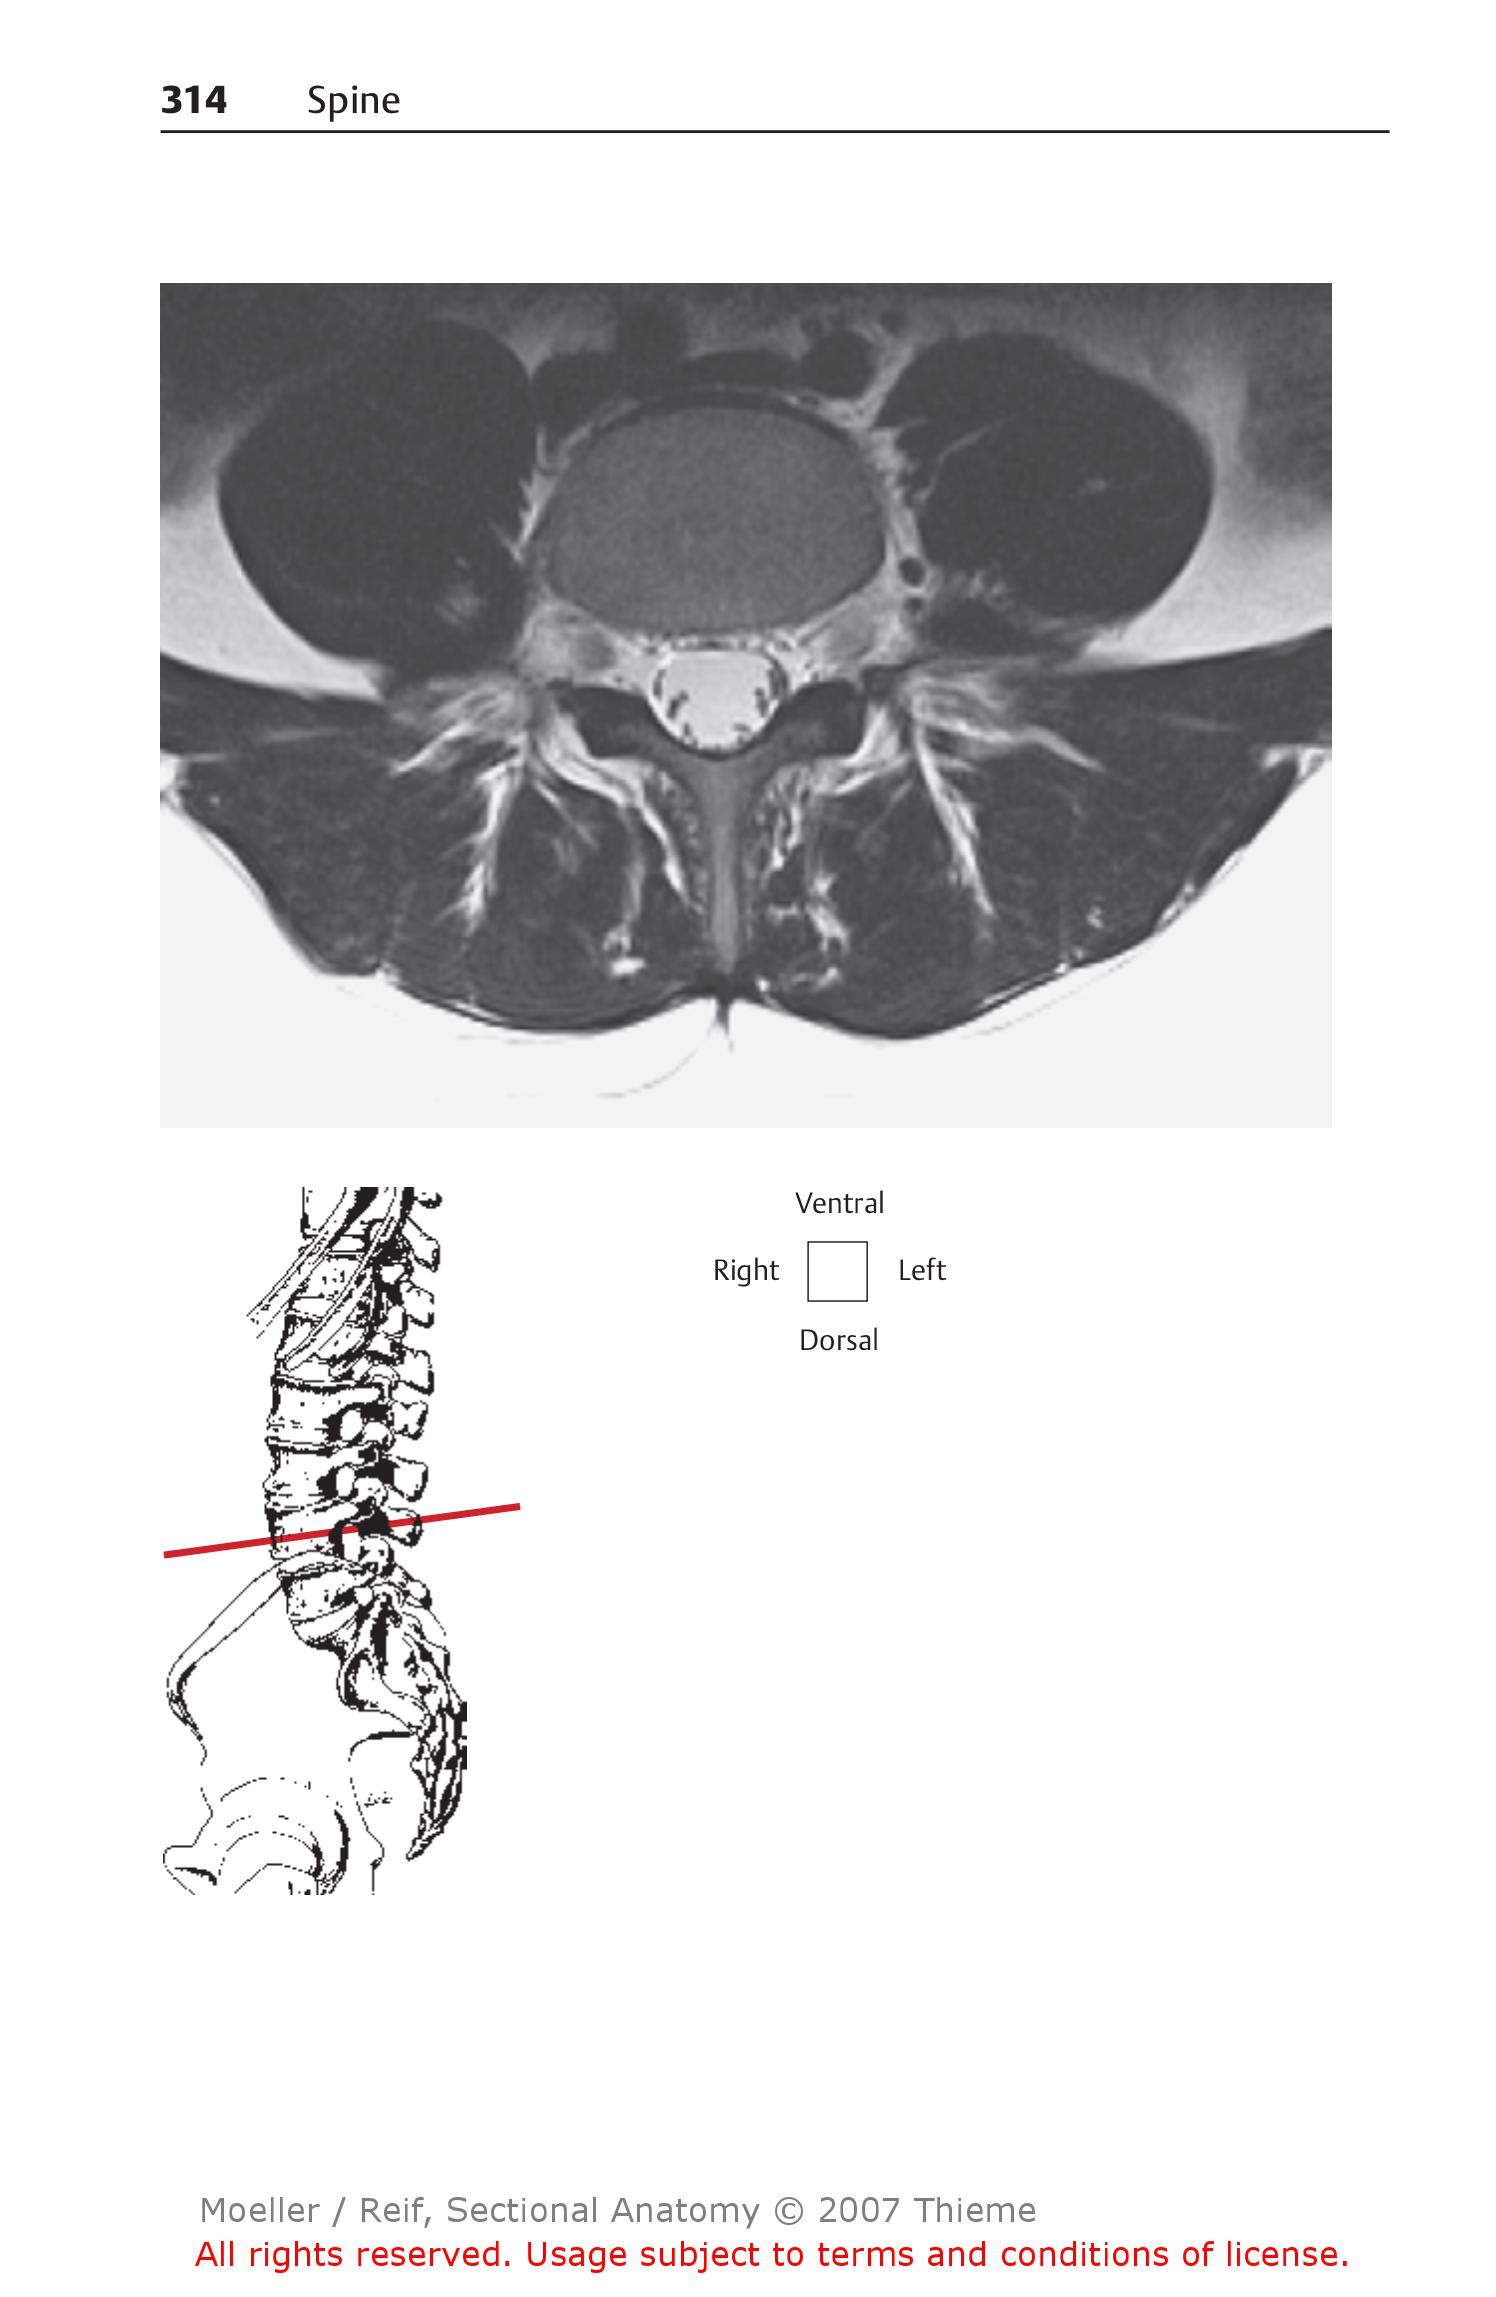 314 Spine
Ventral
Right Left
Dorsal
Moeller / Reif, Sectional Anatomy © 2007 Thieme
All rights reserved. Usage subject to terms and conditions of license.